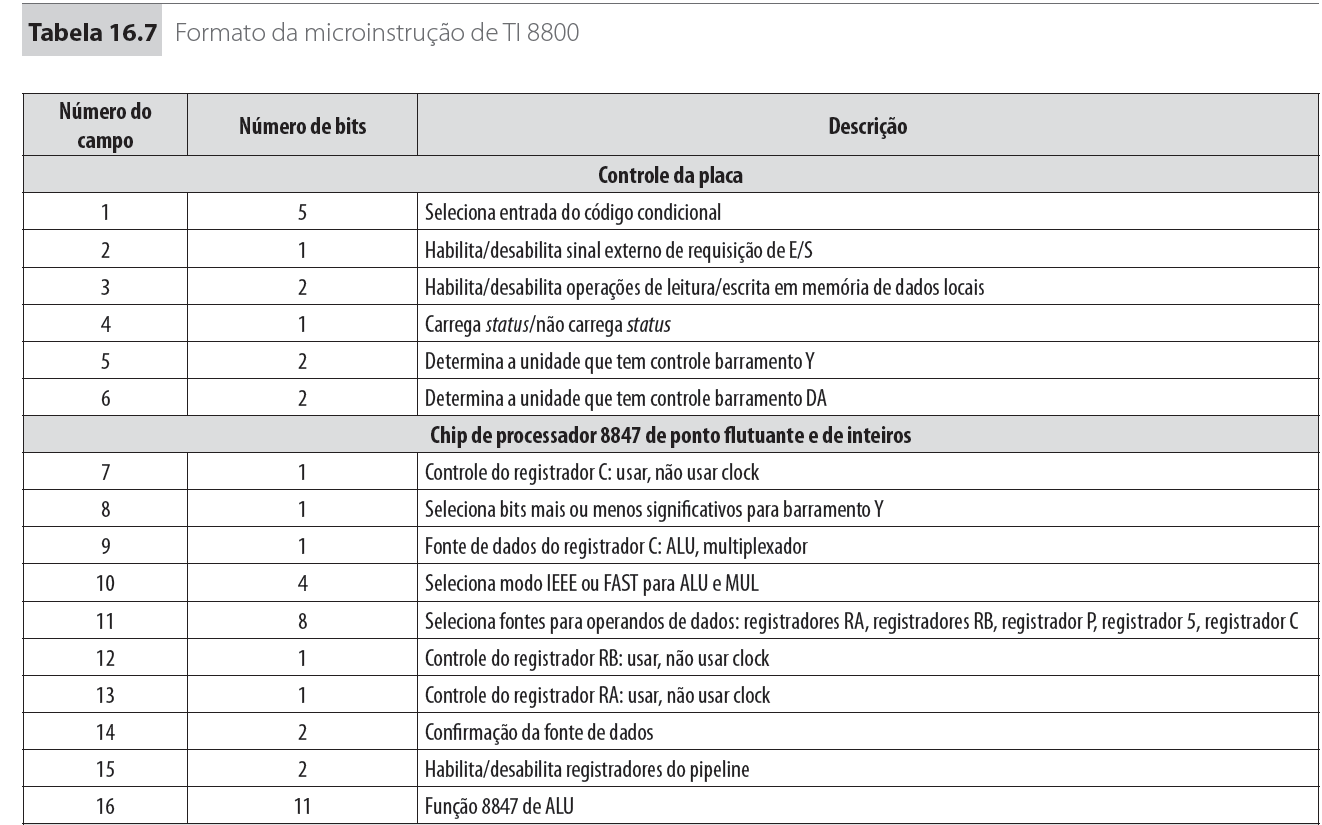 Tabela 16.7 Formato da microinstrução de TI 8800
Número do campo Número de bits Descrição
Controle da placa
1 5 Seleciona entrada do código condicional
2 1 Habilita/desabilita sinal externo de requisição de E/S
3 2 Habilita/desabilita operações de leitura/escrita em memória de dados locais
4 1 Carrega status/não carrega status
5 2 Determina a unidade que tem controle barramento Y
6 2 Determina a unidade que tem controle barramento DA
Chip de processador 8847 de ponto flutuante e de inteiros
7 1 Controle do registrador C: usar, não usar clock
8 1 Seleciona bits mais ou menos significativos para barramento Y
9 1 Fonte de dados do registrador C: ALU, multiplexador
10 4 Seleciona modo IEEE ou FAST para ALU e MUL
11 8 Seleciona fontes para operandos de dados: registradores RA, registradores RB, registrador P, registrador 5, registrador C
12 1 Controle do registrador RB: usar, não usar clock
13 1 Controle do registrador RA: usar, não usar clock
14 2 Confirmação da fonte de dados
15 2 Habilita/desabilita registradores do pipeline
16 11 Função 8847 de ALU